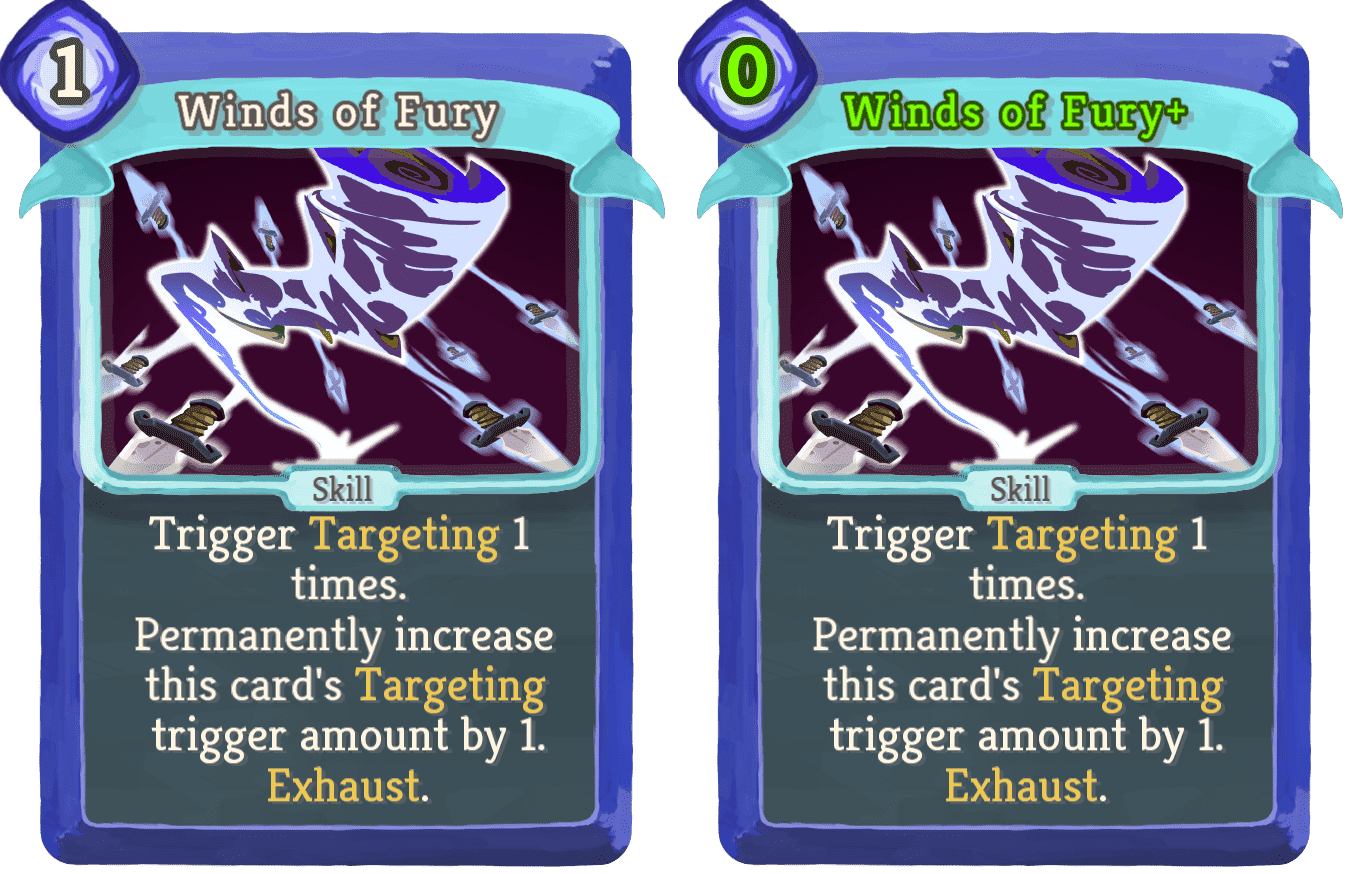 1
Winds of Fury
Skill
Trigger Targeting 1
times.
Permanently increase
this card's Targeting
trigger amount by 1.
Exhaust.
0
Winds of Fury+
Skill
Trigger Targeting 1
times.
Permanently increase
this card's Targeting
trigger amount by 1.
Exhaust.